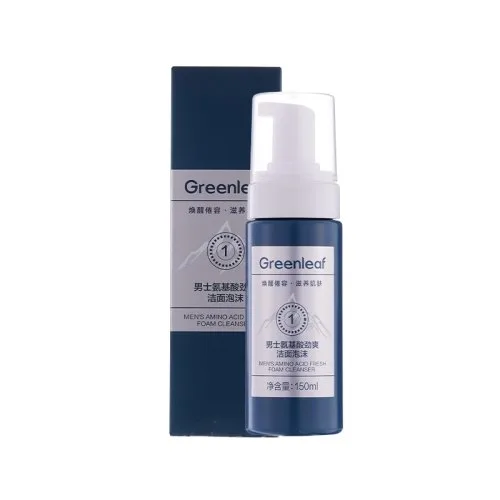 Greenleaf
焕醒倦容·滋养
1
男士氨基酸劲
洁面泡沫
MEN'S AMINO ACID
FOAM CLEANSER
Greenleaf
焕醒倦容·滋养肌肤
1
男士氨基酸劲爽
洁面泡沫
MEN'S AMINO ACID FRESH
FOAM CLEANSER
净含量:150ml